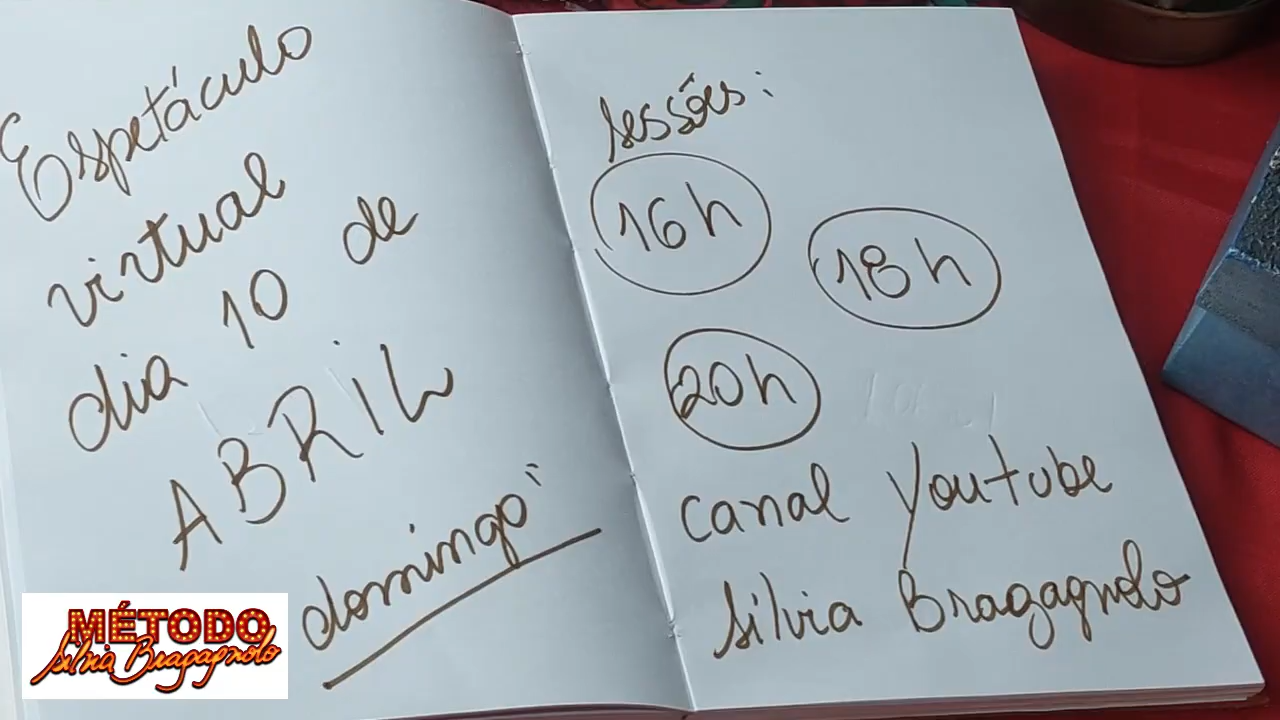 Espetáculo
virtual
dia 10 de
ABRIL
domingo
sessões:
16h
18h
20h
canal Youtube
Silvia Bragagnolo
MÉTODO
Silvia Bragagnolo